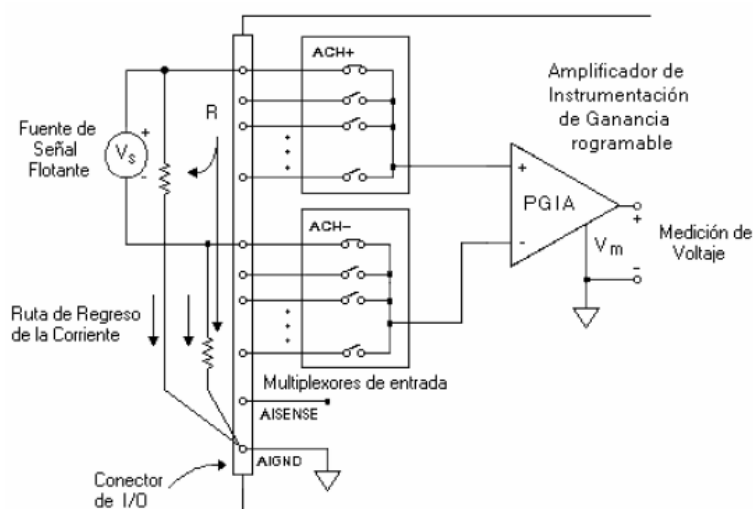 ACH+
Amplificador de
Instrumentación
de Ganancia
rogramable
Fuente de
Señal
Flotante
+
Vs
-
R
+
PGIA
-
+
Vm
-
Medición de
Voltaje
ACH-
Ruta de Regreso
de la Corriente
Multiplexores de entrada
AISENSE
AIGND
Conector
de I/O